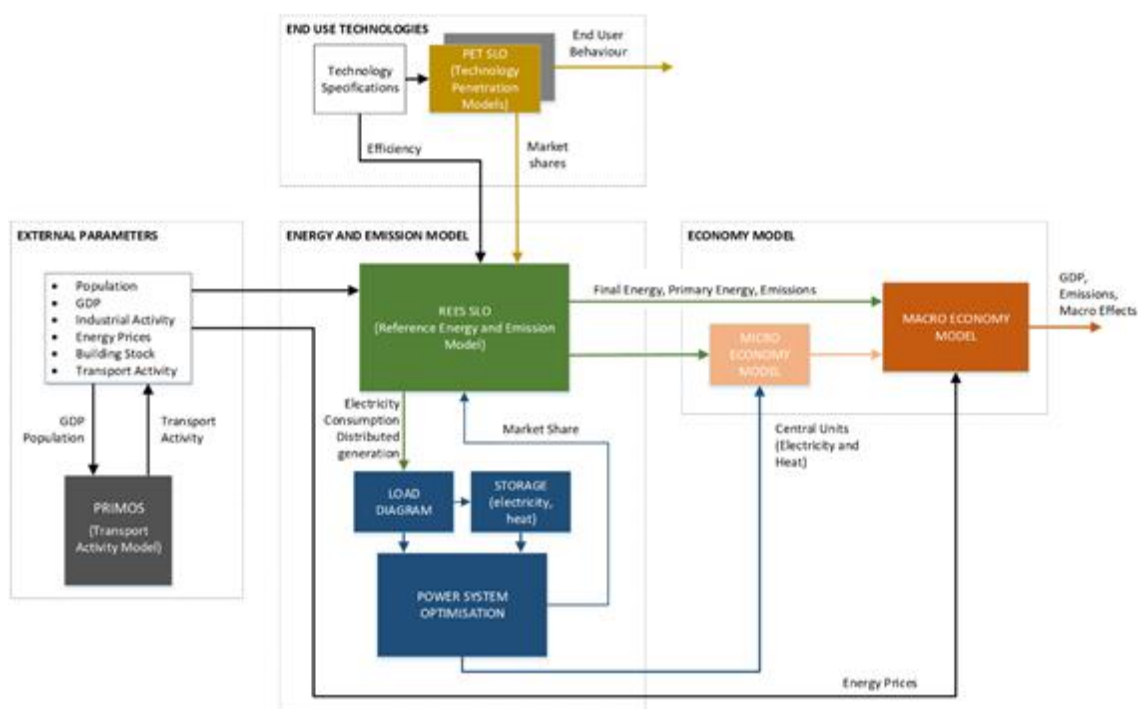 END USE TECHNOLOGIES
Technology
Specifications
PET SLO
(Technology
Penetration
Models)
End User
Behaviour
Efficiency
Market
shares
EXTERNAL PARAMETERS
• Population
• GDP
• Industrial Activity
• Energy Prices
• Building Stock
• Transport Activity
GDP
Population
Transport
Activity
PRIMOS
(Transport
Activity Model)
ENERGY AND EMISSION MODEL
REES SLO
(Reference Energy and Emission
Model)
Electricity
Consumption
Distributed
generation
Market Share
LOAD
DIAGRAM
STORAGE
(electricity,
heat)
POWER SYSTEM
OPTIMISATION
ECONOMY MODEL
Final Energy, Primary Energy, Emissions
MICRO
ECONOMY
MODEL
MACRO ECONOMY
MODEL
GDP,
Emissions,
Macro Effects
Central Units
(Electricity and
Heat)
Energy Prices